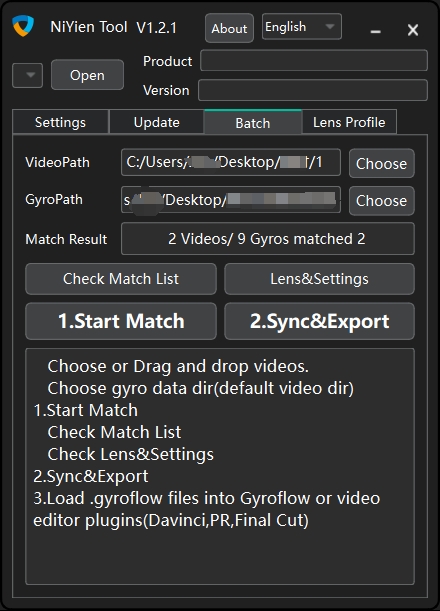 NiYien Tool V1.2.1 About English
Open Product
Version
Settings Update Batch Lens Profile
VideoPath C:/Users/ /Desktop/ /1 Choose
GyroPath /Desktop/ Choose
Match Result 2 Videos/ 9 Gyros matched 2
Check Match List Lens&Settings
1.Start Match 2.Sync&Export
Choose or Drag and drop videos.
Choose gyro data dir(default video dir)
1.Start Match
Check Match List
Check Lens&Settings
2.Sync&Export
3.Load .gyroflow files into Gyroflow or video
editor plugins(Davinci,PR,Final Cut)